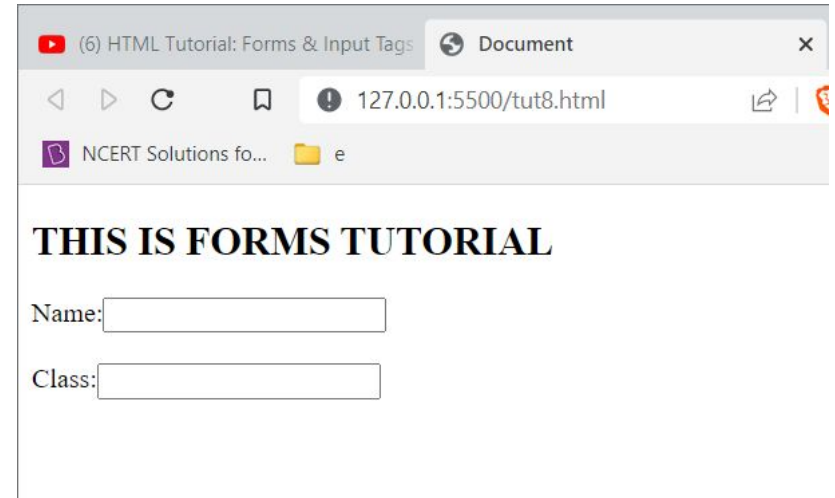 (6) HTML Tutorial: Forms & Input Tags
Document
127.0.0.1:5500/tut8.html
NCERT Solutions fo...
e
THIS IS FORMS TUTORIAL
Name:
Class: